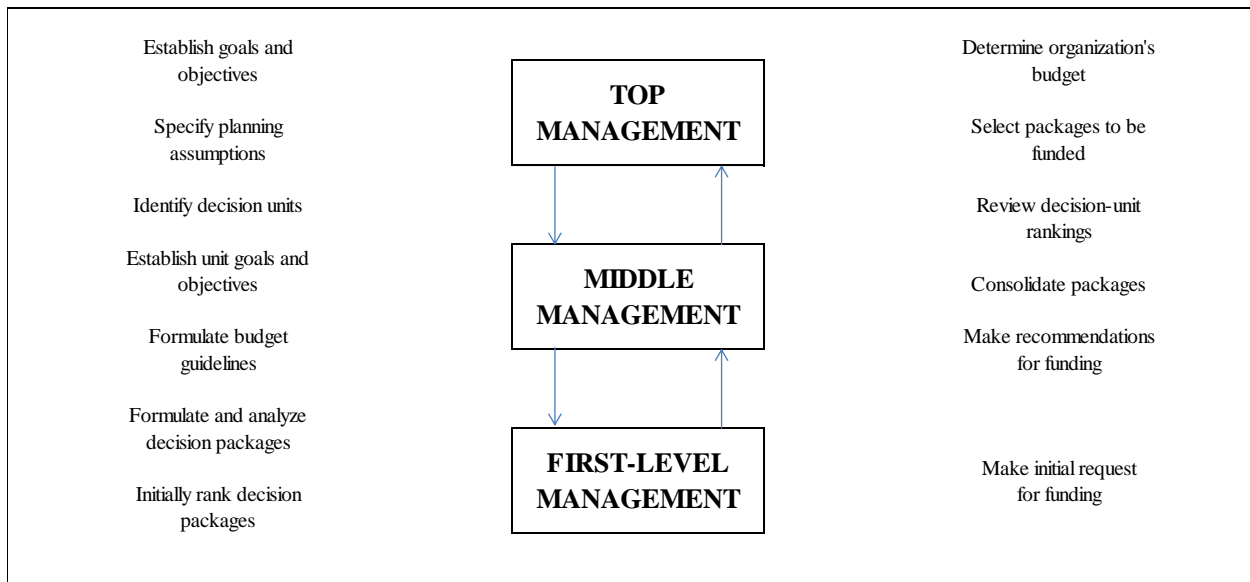 Establish goals and
objectives
Specify planning
assumptions
Identify decision units
Establish unit goals and
objectives
Formulate budget
guidelines
Formulate and analyze
decision packages
Initially rank decision
packages
TOP
MANAGEMENT
MIDDLE
MANAGEMENT
FIRST-LEVEL
MANAGEMENT
Determine organization's
budget
Select packages to be
funded
Review decision-unit
rankings
Consolidate packages
Make recommendations
for funding
Make initial request
for funding